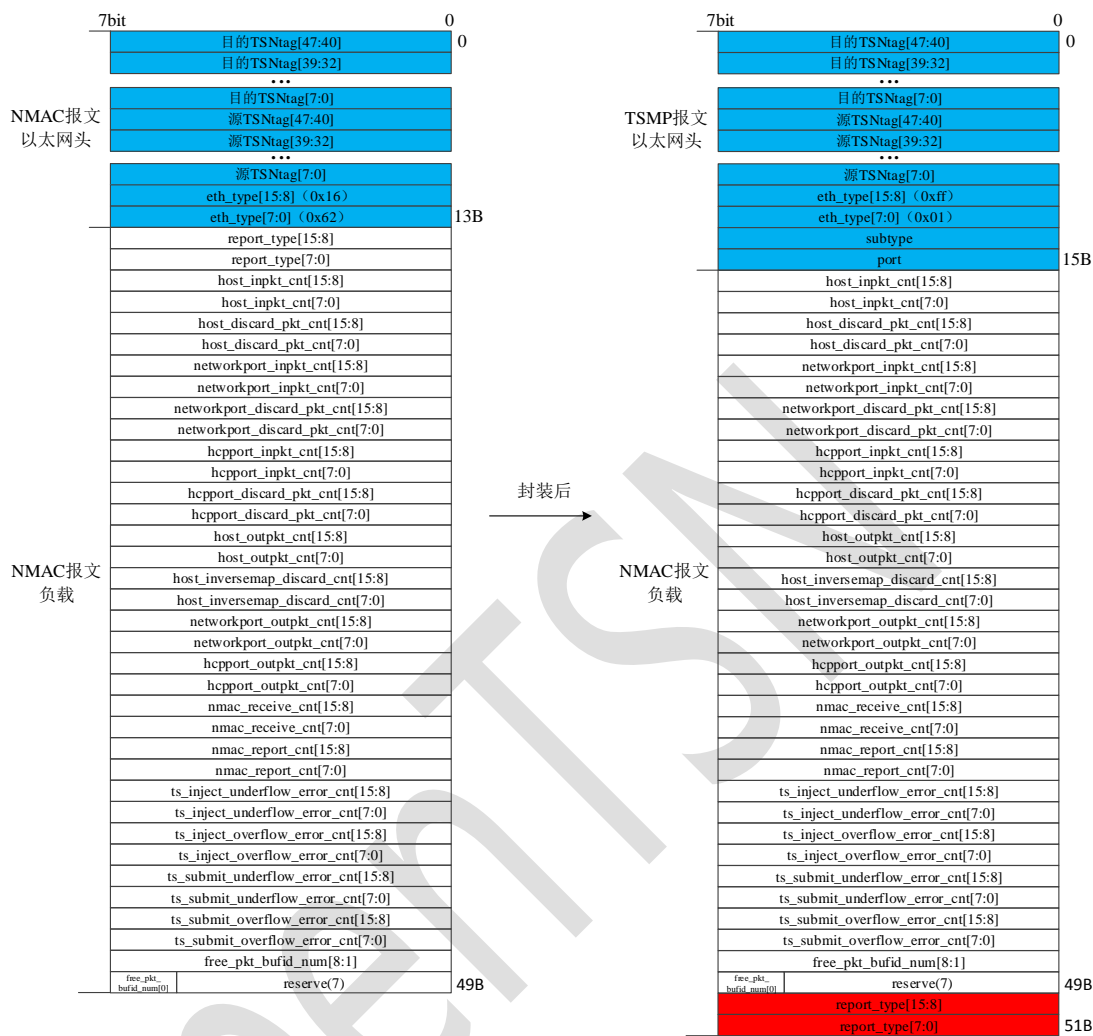 7bit 0
目的TSNtag[47:40] 0
目的TSNtag[39:32]
...
目的TSNtag[7:0]
源TSNtag[47:40]
源TSNtag[39:32]
...
源TSNtag[7:0]
eth_type[15:8]（0x16）
eth_type[7:0]（0x62） 13B
NMAC报文
以太网头
report_type[15:8]
report_type[7:0]
host_inpkt_cnt[15:8]
host_inpkt_cnt[7:0]
host_discard_pkt_cnt[15:8]
host_discard_pkt_cnt[7:0]
networkport_inpkt_cnt[15:8]
networkport_inpkt_cnt[7:0]
networkport_discard_pkt_cnt[15:8]
networkport_discard_pkt_cnt[7:0]
hcpport_inpkt_cnt[15:8]
hcpport_inpkt_cnt[7:0]
hcpport_discard_pkt_cnt[15:8]
hcpport_discard_pkt_cnt[7:0]
host_outpkt_cnt[15:8]
host_outpkt_cnt[7:0]
host_inversemap_discard_cnt[15:8]
host_inversemap_discard_cnt[7:0]
networkport_outpkt_cnt[15:8]
networkport_outpkt_cnt[7:0]
hcpport_outpkt_cnt[15:8]
hcpport_outpkt_cnt[7:0]
nmac_receive_cnt[15:8]
nmac_receive_cnt[7:0]
nmac_report_cnt[15:8]
nmac_report_cnt[7:0]
ts_inject_underflow_error_cnt[15:8]
ts_inject_underflow_error_cnt[7:0]
ts_inject_overflow_error_cnt[15:8]
ts_inject_overflow_error_cnt[7:0]
ts_submit_underflow_error_cnt[15:8]
ts_submit_underflow_error_cnt[7:0]
ts_submit_overflow_error_cnt[15:8]
ts_submit_overflow_error_cnt[7:0]
free_pkt_bufid_num[8:1]
free_pkt_
bufid_num[0] reserve(7) 49B
NMAC报文
负载
封装后
7bit 0
目的TSNtag[47:40] 0
目的TSNtag[39:32]
...
目的TSNtag[7:0]
源TSNtag[47:40]
源TSNtag[39:32]
...
源TSNtag[7:0]
eth_type[15:8]（0xff）
eth_type[7:0]（0x01）
subtype
port 15B
TSMP报文
以太网头
host_inpkt_cnt[15:8]
host_inpkt_cnt[7:0]
host_discard_pkt_cnt[15:8]
host_discard_pkt_cnt[7:0]
networkport_inpkt_cnt[15:8]
networkport_inpkt_cnt[7:0]
networkport_discard_pkt_cnt[15:8]
networkport_discard_pkt_cnt[7:0]
hcpport_inpkt_cnt[15:8]
hcpport_inpkt_cnt[7:0]
hcpport_discard_pkt_cnt[15:8]
hcpport_discard_pkt_cnt[7:0]
host_outpkt_cnt[15:8]
host_outpkt_cnt[7:0]
host_inversemap_discard_cnt[15:8]
host_inversemap_discard_cnt[7:0]
networkport_outpkt_cnt[15:8]
networkport_outpkt_cnt[7:0]
hcpport_outpkt_cnt[15:8]
hcpport_outpkt_cnt[7:0]
nmac_receive_cnt[15:8]
nmac_receive_cnt[7:0]
nmac_report_cnt[15:8]
nmac_report_cnt[7:0]
ts_inject_underflow_error_cnt[15:8]
ts_inject_underflow_error_cnt[7:0]
ts_inject_overflow_error_cnt[15:8]
ts_inject_overflow_error_cnt[7:0]
ts_submit_underflow_error_cnt[15:8]
ts_submit_underflow_error_cnt[7:0]
ts_submit_overflow_error_cnt[15:8]
ts_submit_overflow_error_cnt[7:0]
free_pkt_bufid_num[8:1]
free_pkt_
bufid_num[0] reserve(7) 49B
NMAC报文
负载
report_type[15:8]
report_type[7:0] 51B